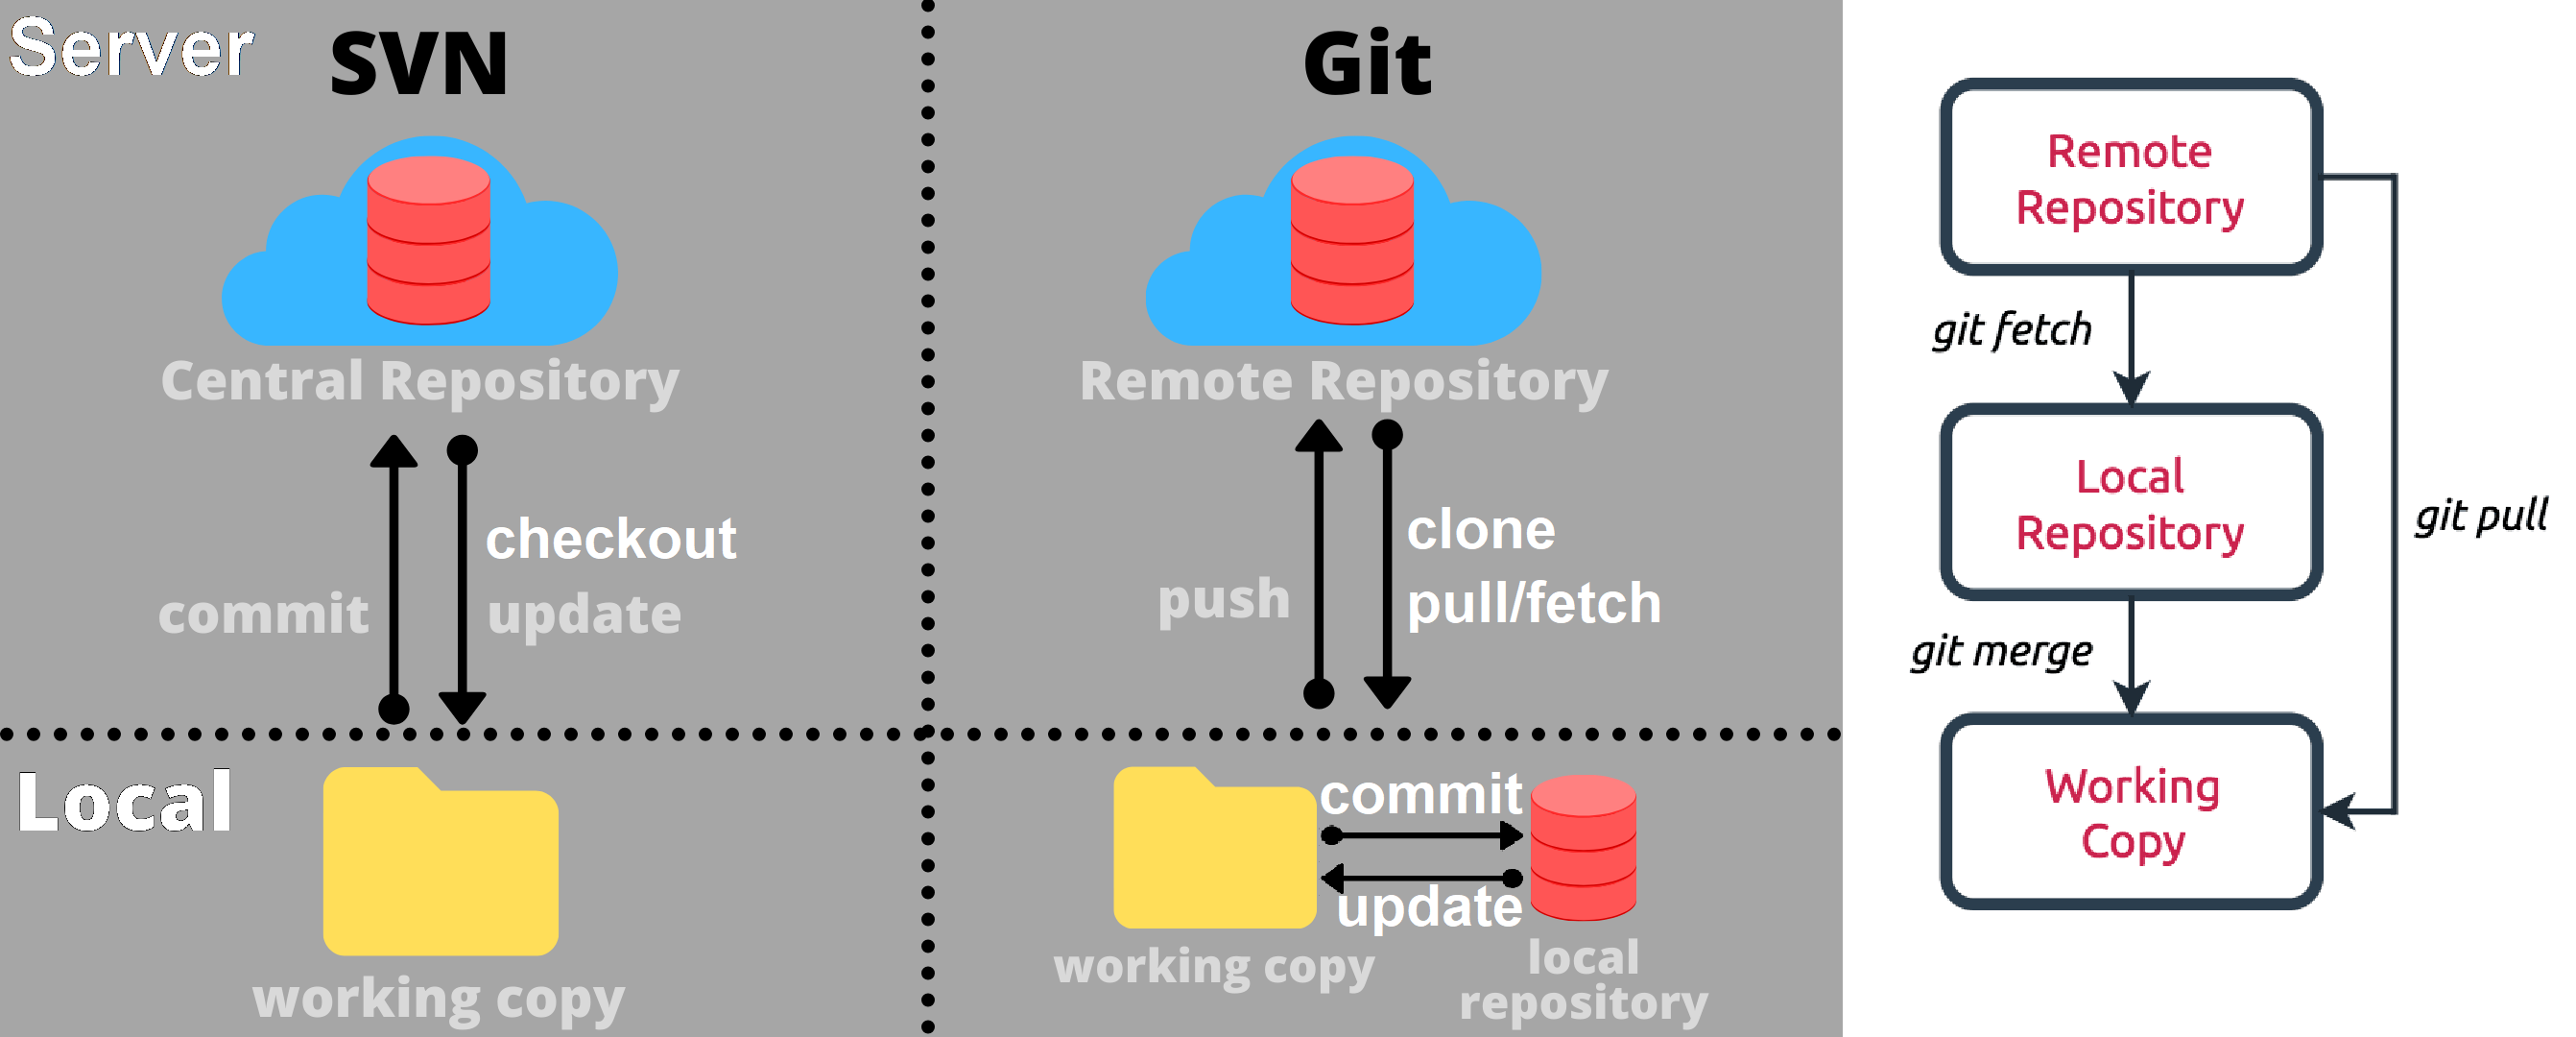 Server
SVN
Git
Central Repository
Remote Repository
checkout
commit
update
clone
push
pull/fetch
Local
commit
update
working copy
working copy
local
repository
Remote
Repository
git fetch
Local
Repository
git pull
git merge
Working
Copy